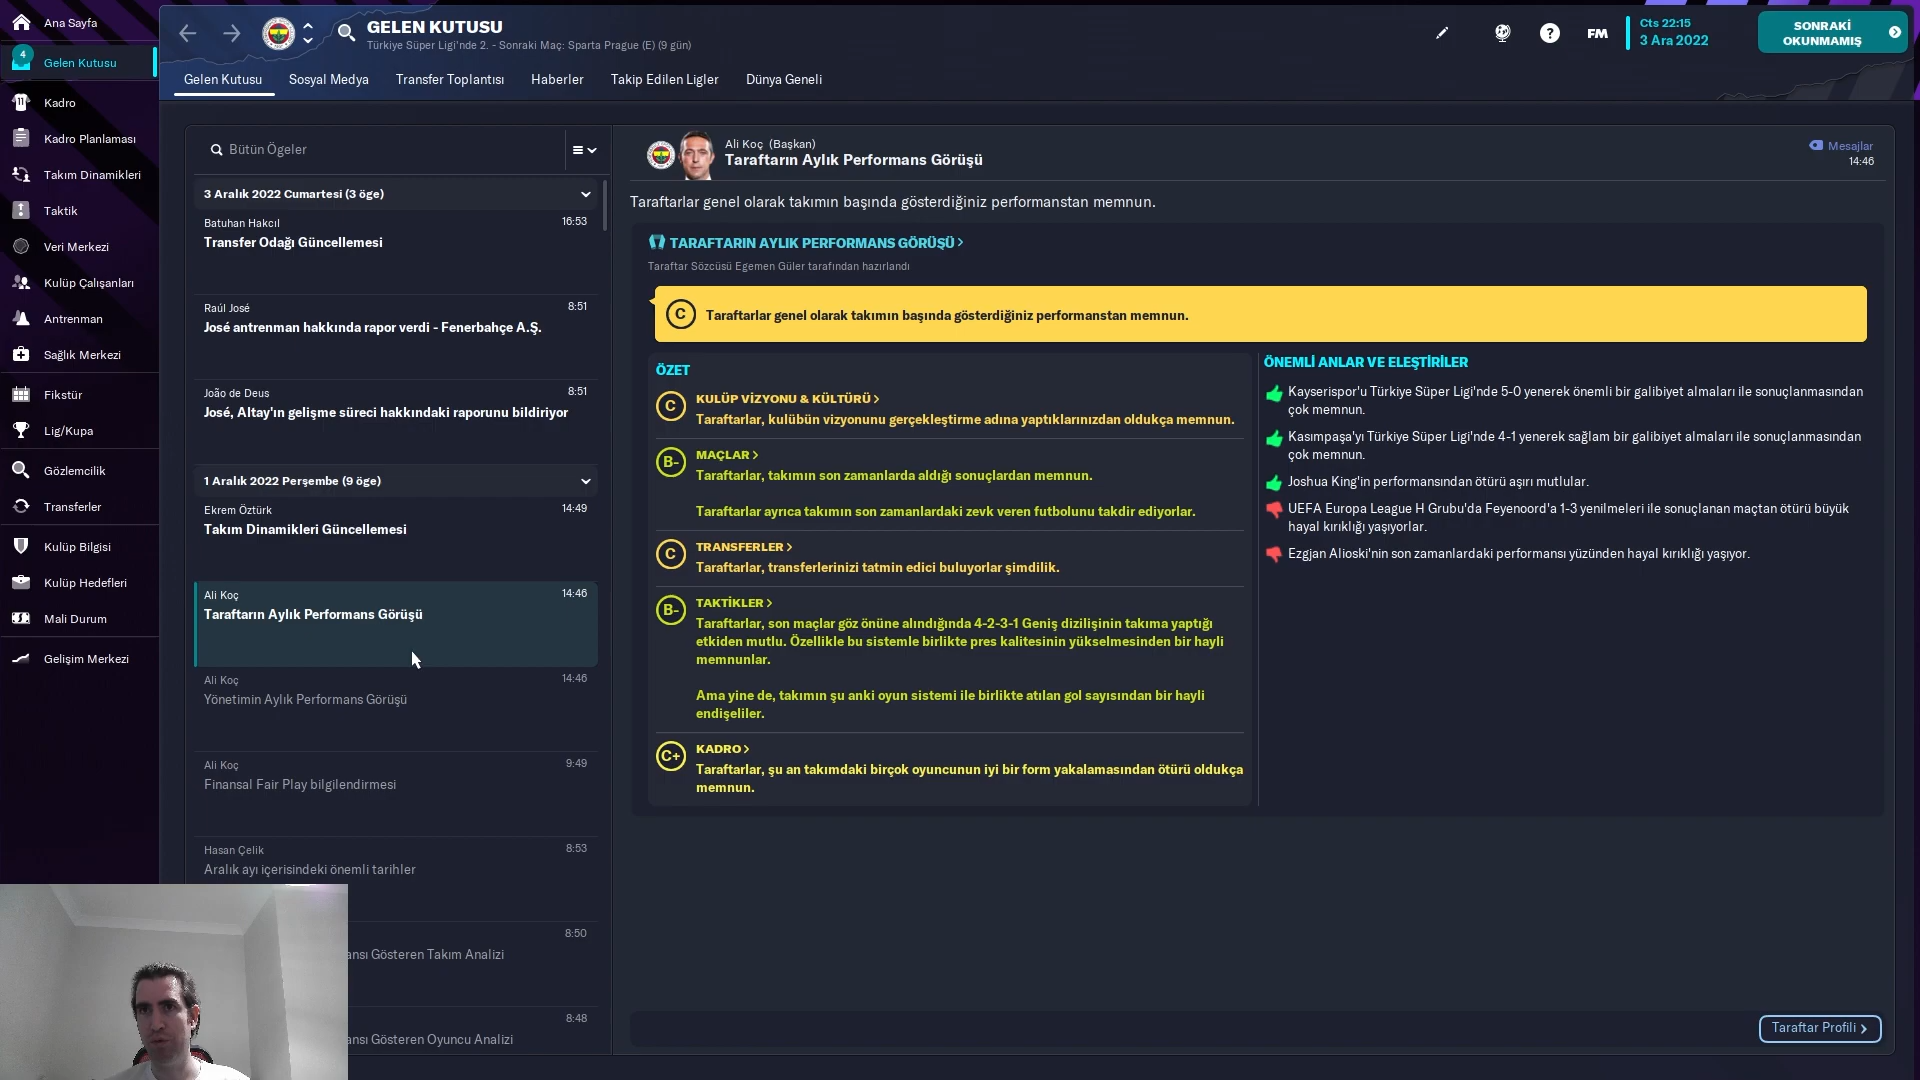 Ana Sayfa
4
Gelen Kutusu
11
Kadro
Kadro Planlaması
Takım Dinamikleri
Taktik
Veri Merkezi
Kulüp Çalışanları
Antrenman
Sağlık Merkezi
Fikstür
Lig/Kupa
Gözlemcilik
Transferler
Kulüp Bilgisi
Kulüp Hedefleri
Mali Durum
Gelişim Merkezi
GELEN KUTUSU
Türkiye Süper Ligi'nde 2. - Sonraki Maç: Sparta Prague (E) (9 gün)
?
FM
Cts 22:15
3 Ara 2022
SONRAKİ
OKUNMAMIŞ
Gelen Kutusu Sosyal Medya Transfer Toplantısı Haberler Takip Edilen Ligler Dünya Geneli
Bütün Ögeler
3 Aralık 2022 Cumartesi (3 öge)
Batuhan Hakcıl 16:53
Transfer Odağı Güncellemesi
Raúl José 8:51
José antrenman hakkında rapor verdi - Fenerbahçe A.Ş.
João de Deus 8:51
José, Altay'ın gelişme süreci hakkındaki raporunu bildiriyor
1 Aralık 2022 Perşembe (9 öge)
Ekrem Öztürk 14:49
Takım Dinamikleri Güncellemesi
Ali Koç 14:46
Taraftarın Aylık Performans Görüşü
Ali Koç 14:46
Yönetimin Aylık Performans Görüşü
Ali Koç 9:49
Finansal Fair Play bilgilendirmesi
Hasan Çelik 8:53
Aralık ayı içerisindeki önemli tarihler
8:50
ansı Gösteren Takım Analizi
8:48
ansı Gösteren Oyuncu Analizi
Ali Koç (Başkan)
Taraftarın Aylık Performans Görüşü
Mesajlar
14:46
Taraftarlar genel olarak takımın başında gösterdiğiniz performanstan memnun.
TARAFTARIN AYLIK PERFORMANS GÖRÜŞÜ
Taraftar Sözcüsü Egemen Güler tarafından hazırlandı
C Taraftarlar genel olarak takımın başında gösterdiğiniz performanstan memnun.
ÖZET
C KULÜP VİZYONU & KÜLTÜRÜ
Taraftarlar, kulübün vizyonunu gerçekleştirme adına yaptıklarınızdan oldukça memnun.
B- MAÇLAR
Taraftarlar, takımın son zamanlarda aldığı sonuçlardan memnun.
Taraftarlar ayrıca takımın son zamanlardaki zevk veren futbolunu takdir ediyorlar.
C TRANSFERLER
Taraftarlar, transferlerinizi tatmin edici buluyorlar şimdilik.
B- TAKTİKLER
Taraftarlar, son maçlar göz önüne alındığında 4-2-3-1 Geniş dizilişinin takıma yaptığı
etkiden mutlu. Özellikle bu sistemle birlikte pres kalitesinin yükselmesinden bir hayli
memnunlar.
Ama yine de, takımın şu anki oyun sistemi ile birlikte atılan gol sayısından bir hayli
endişeliler.
C+ KADRO
Taraftarlar, şu an takımdaki birçok oyuncunun iyi bir form yakalamasından ötürü oldukça
memnun.
ÖNEMLİ ANLAR VE ELEŞTİRİLER
Kayserispor'u Türkiye Süper Ligi'nde 5-0 yenerek önemli bir galibiyet almaları ile sonuçlanmasından
çok memnun.
Kasımpaşa'yı Türkiye Süper Ligi'nde 4-1 yenerek sağlam bir galibiyet almaları ile sonuçlanmasından
çok memnun.
Joshua King'in performansından ötürü aşırı mutlular.
UEFA Europa League H Grubu'da Feyenoord'a 1-3 yenilmeleri ile sonuçlanan maçtan ötürü büyük
hayal kırıklığı yaşıyorlar.
Ezgjan Alioski'nin son zamanlardaki performansı yüzünden hayal kırıklığı yaşıyor.
Taraftar Profili